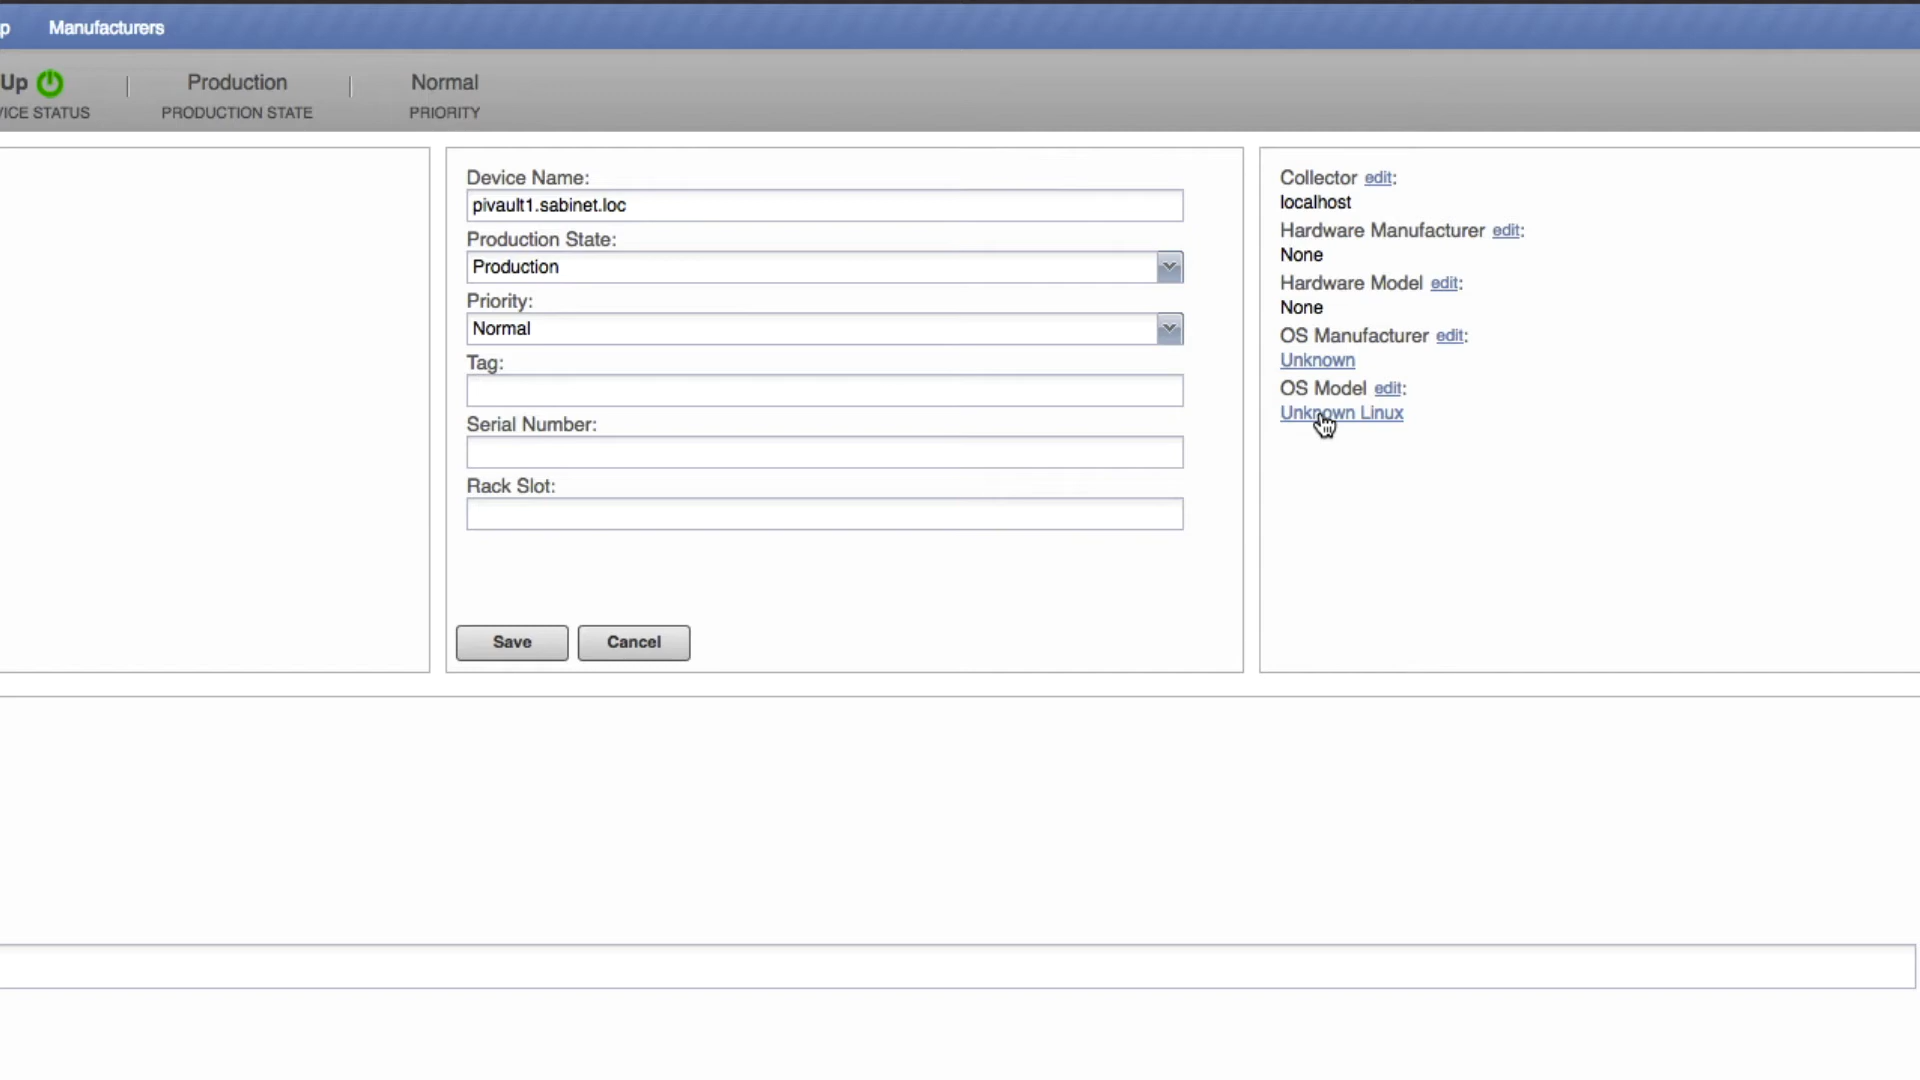 p Manufacturers
Up | Production | Normal
VICE STATUS PRODUCTION STATE PRIORITY
Device Name:
pivault1.sabinet.loc
Production State:
Production
Priority:
Normal
Tag:
Serial Number:
Rack Slot:
Save Cancel
Collector edit:
localhost
Hardware Manufacturer edit:
None
Hardware Model edit:
None
OS Manufacturer edit:
Unknown
OS Model edit:
Unknown Linux